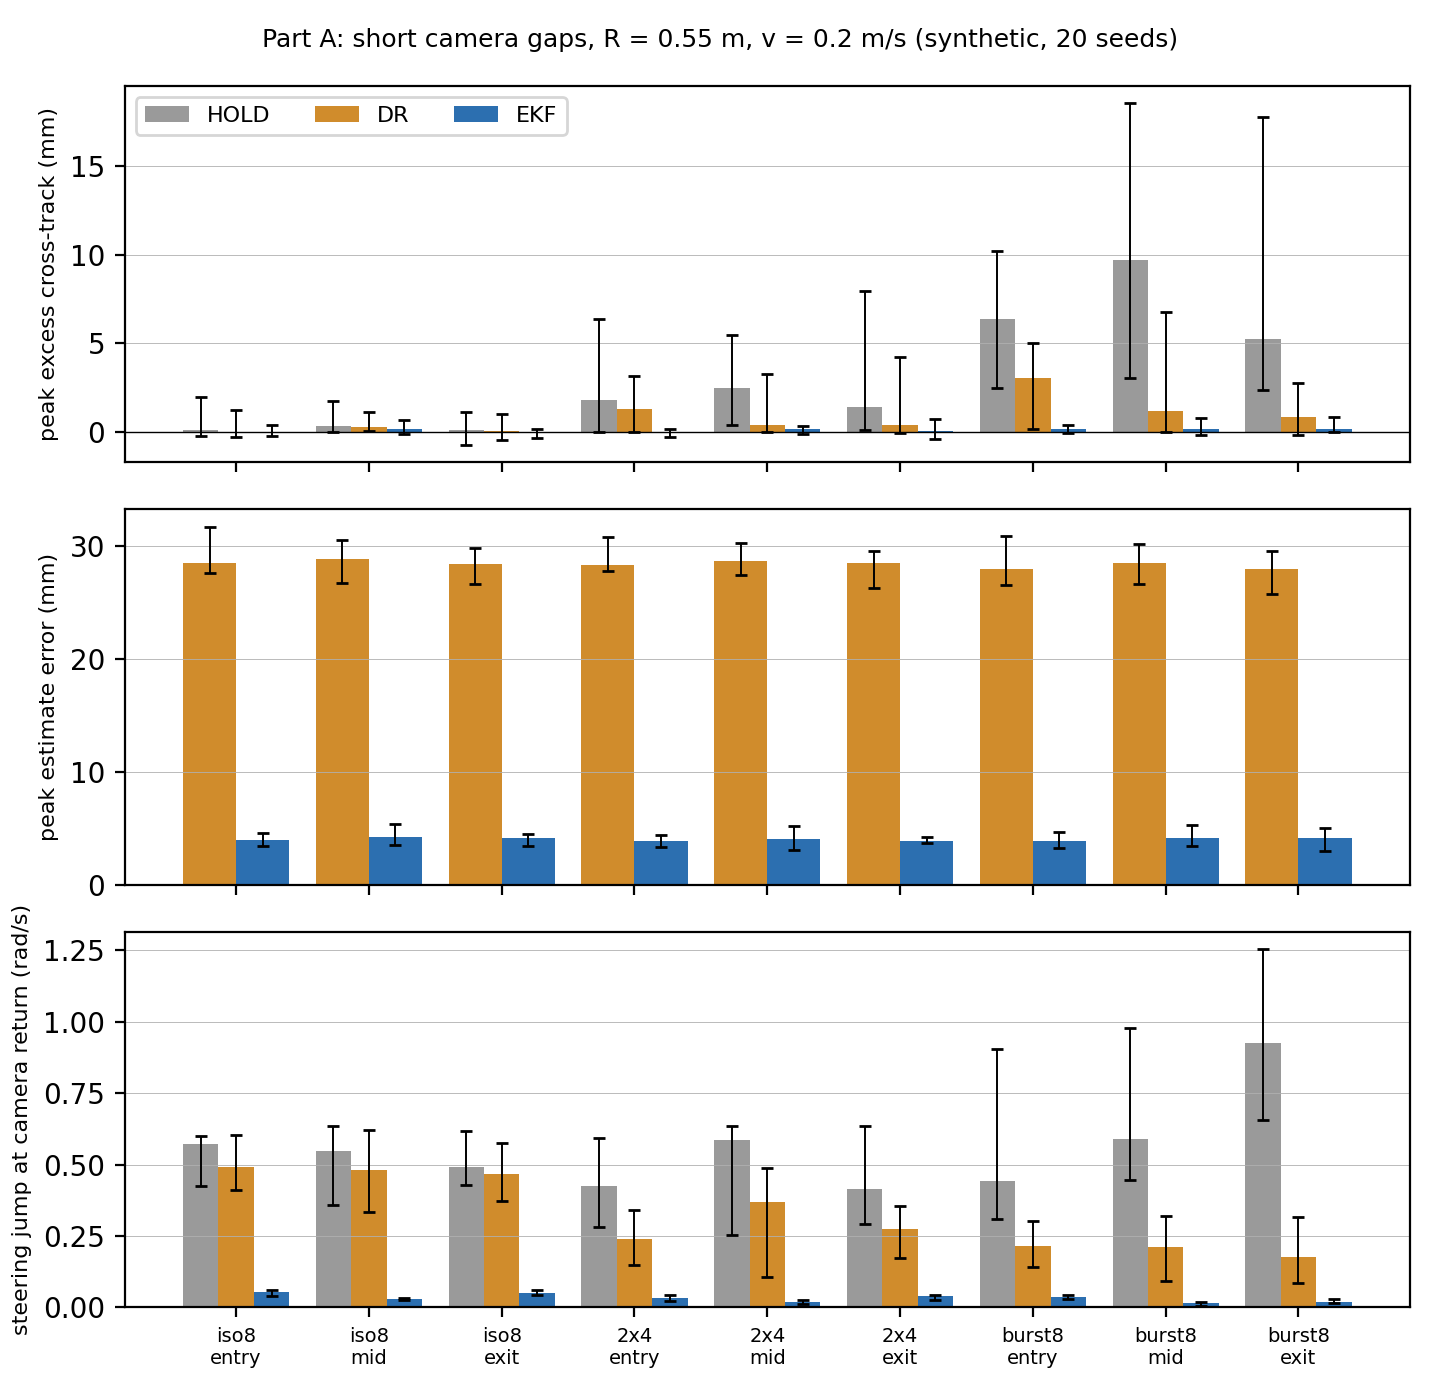 Part A: short camera gaps, R = 0.55 m, v = 0.2 m/s (synthetic, 20 seeds)
HOLD DR EKF
peak excess cross-track (mm)
15
10
5
0
peak estimate error (mm)
30
20
10
0
steering jump at camera return (rad/s)
1.25
1.00
0.75
0.50
0.25
0.00
iso8 entry
iso8 mid
iso8 exit
2x4 entry
2x4 mid
2x4 exit
burst8 entry
burst8 mid
burst8 exit